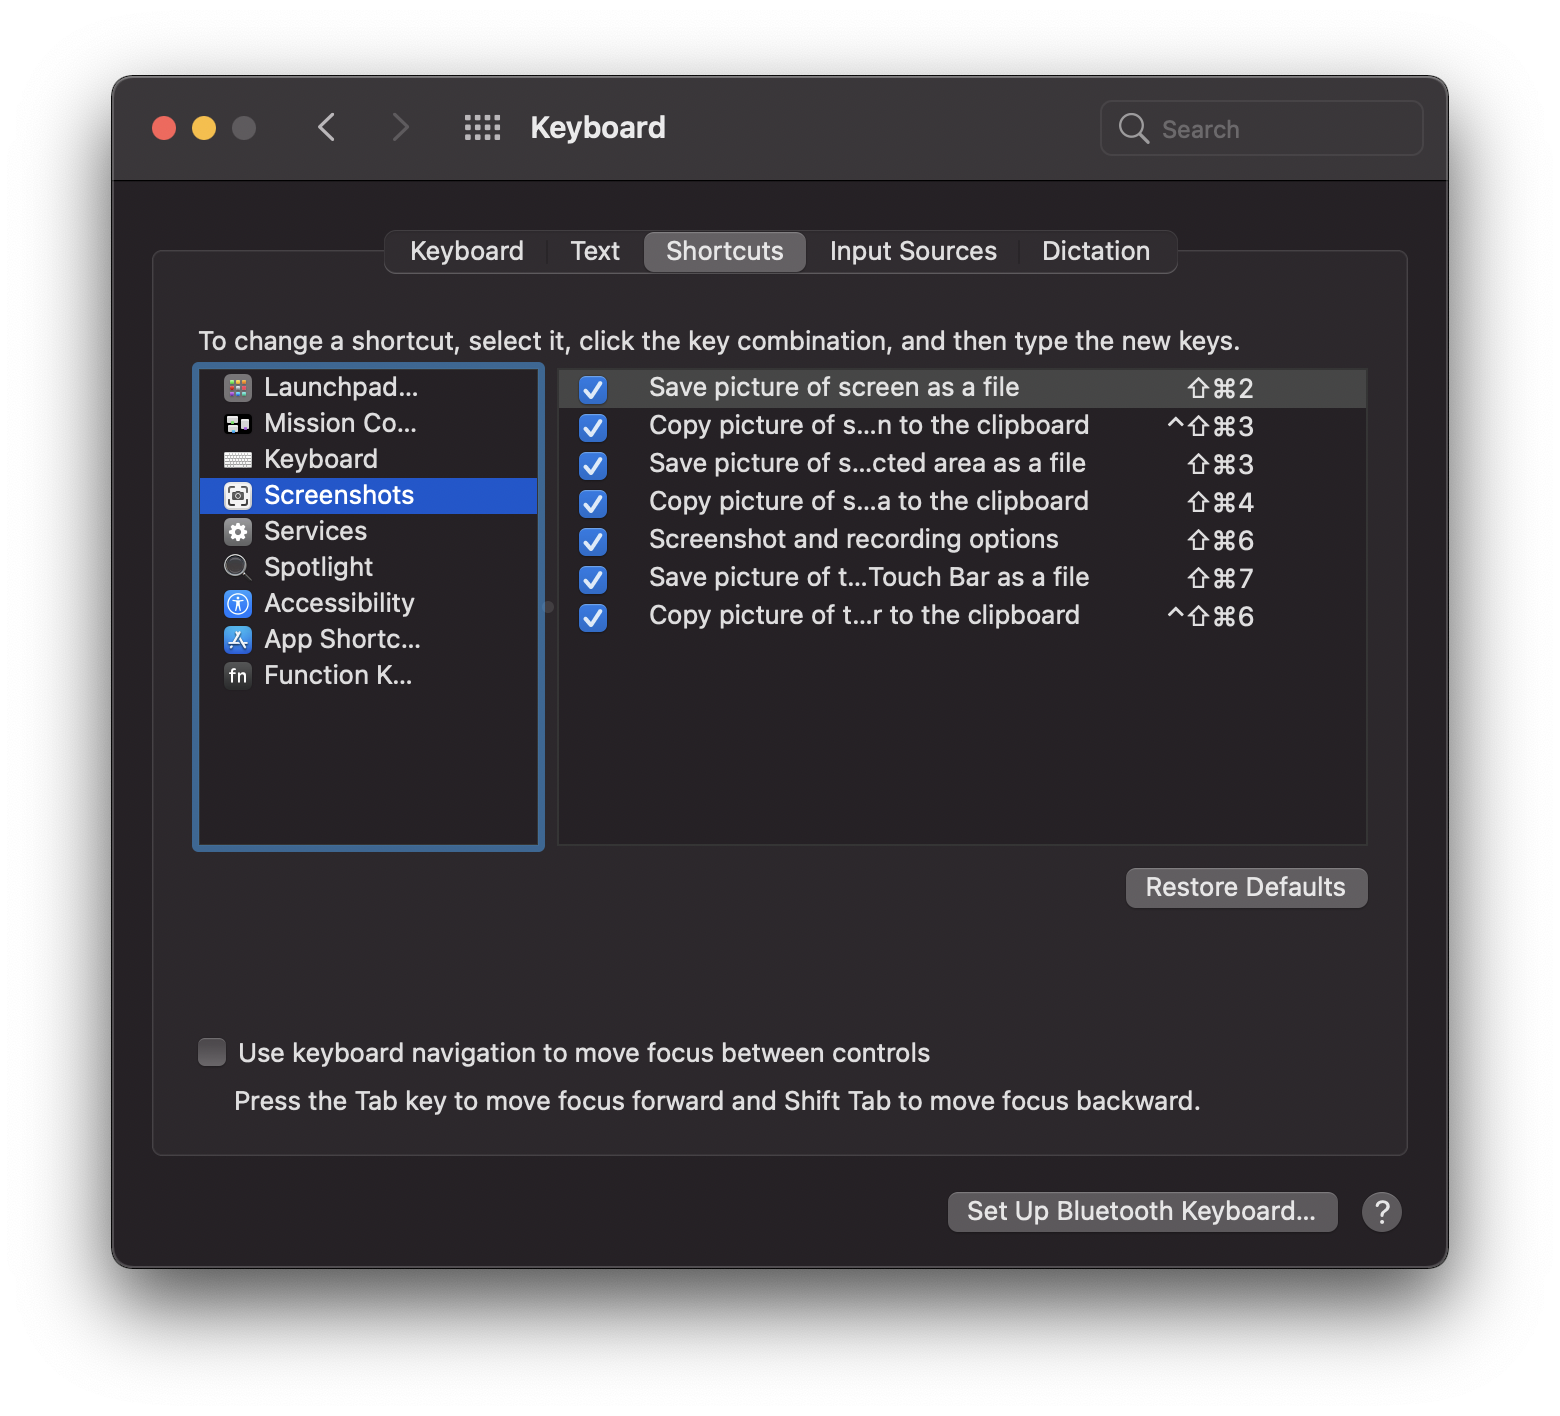 Keyboard
Search
Keyboard Text Shortcuts Input Sources Dictation
To change a shortcut, select it, click the key combination, and then type the new keys.
Launchpad...
Mission Co...
Keyboard
Screenshots
Services
Spotlight
Accessibility
App Shortc...
fn Function K...
Save picture of screen as a file ⇧⌘2
Copy picture of s...n to the clipboard ^⇧⌘3
Save picture of s...cted area as a file ⇧⌘3
Copy picture of s...a to the clipboard ⇧⌘4
Screenshot and recording options ⇧⌘6
Save picture of t...Touch Bar as a file ⇧⌘7
Copy picture of t...r to the clipboard ^⇧⌘6
Restore Defaults
Use keyboard navigation to move focus between controls
Press the Tab key to move focus forward and Shift Tab to move focus backward.
Set Up Bluetooth Keyboard... ?